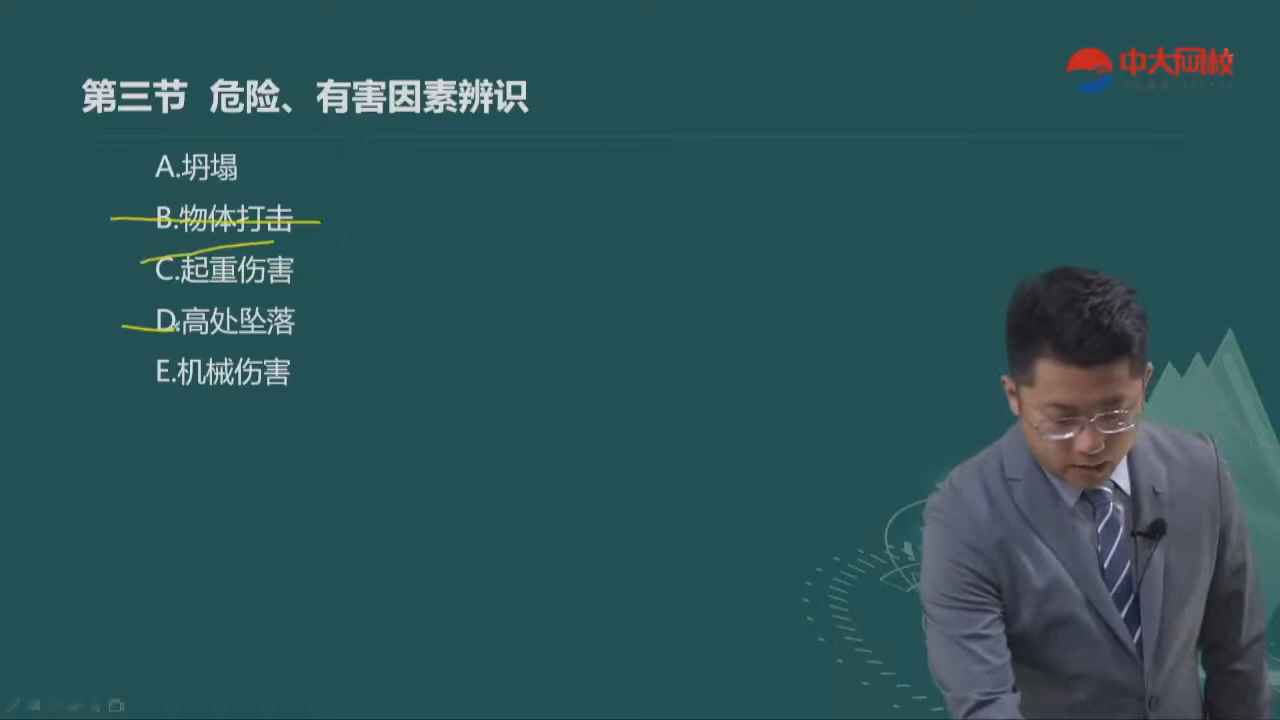 中大网校
第三节 危险、有害因素辨识
A.坍塌
B.物体打击
C.起重伤害
D.高处坠落
E.机械伤害